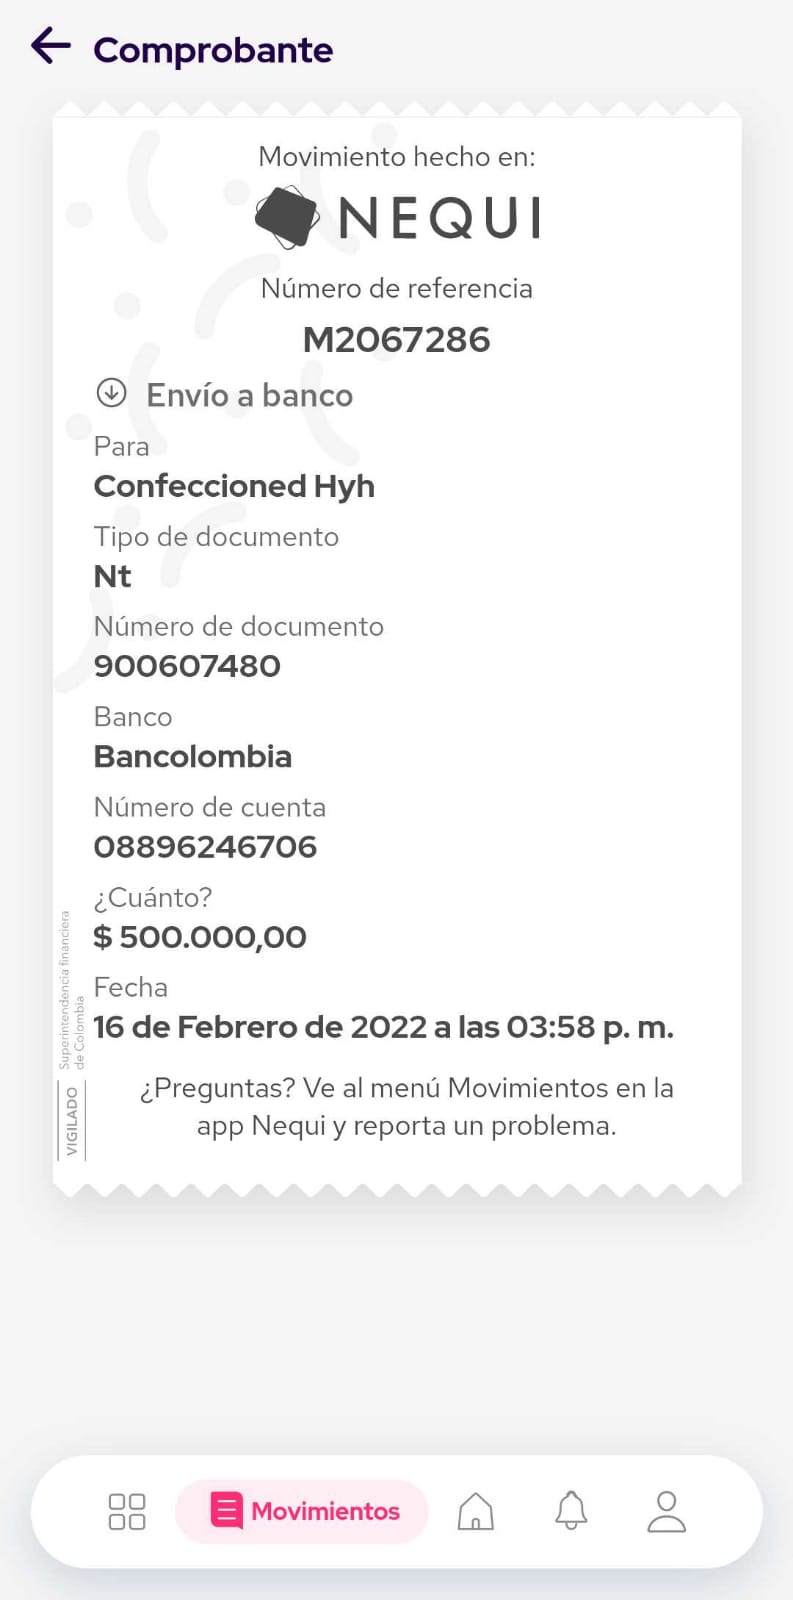 Comprobante
Movimiento hecho en:
NEQUI
Número de referencia
M2067286
Envío a banco
Para
Confeccioned Hyh
Tipo de documento
Nt
Número de documento
900607480
Banco
Bancolombia
Número de cuenta
08896246706
¿Cuánto?
$ 500.000,00
Fecha
16 de Febrero de 2022 a las 03:58 p. m.
¿Preguntas? Ve al menú Movimientos en la
app Nequi y reporta un problema.
VIGILADO
Superintendencia financiera
de Colombia
Movimientos